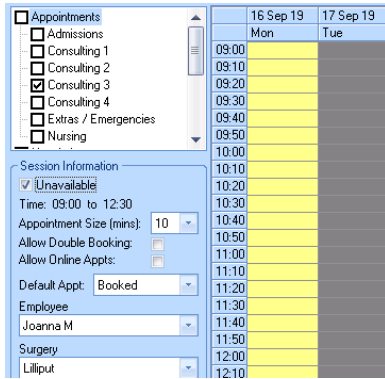 Appointments
Admissions
Consulting 1
Consulting 2
Consulting 3
Consulting 4
Extras / Emergencies
Nursing
Session Information
Unavailable
Time: 09:00 to 12:30
Appointment Size (mins): 10
Allow Double Booking:
Allow Online Appts:
Default Appt: Booked
Employee
Joanna M
Surgery
Lilliput
16 Sep 19 17 Sep 19
Mon Tue
09:00
09:10
09:20
09:30
09:40
09:50
10:00
10:10
10:20
10:30
10:40
10:50
11:00
11:10
11:20
11:30
11:40
11:50
12:00
12:10